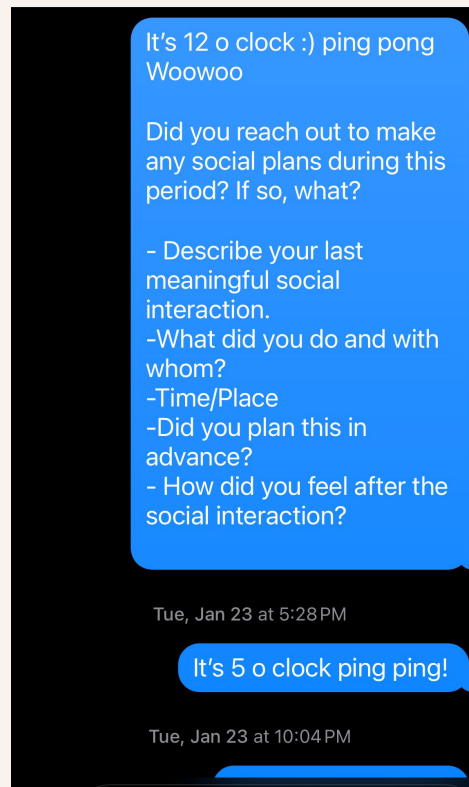 It’s 12 o clock :) ping pong
Woowoo
Did you reach out to make
any social plans during this
period? If so, what?
- Describe your last
meaningful social
interaction.
-What did you do and with
whom?
-Time/Place
-Did you plan this in
advance?
- How did you feel after the
social interaction?
Tue, Jan 23 at 5:28 PM
It’s 5 o clock ping ping!
Tue, Jan 23 at 10:04 PM